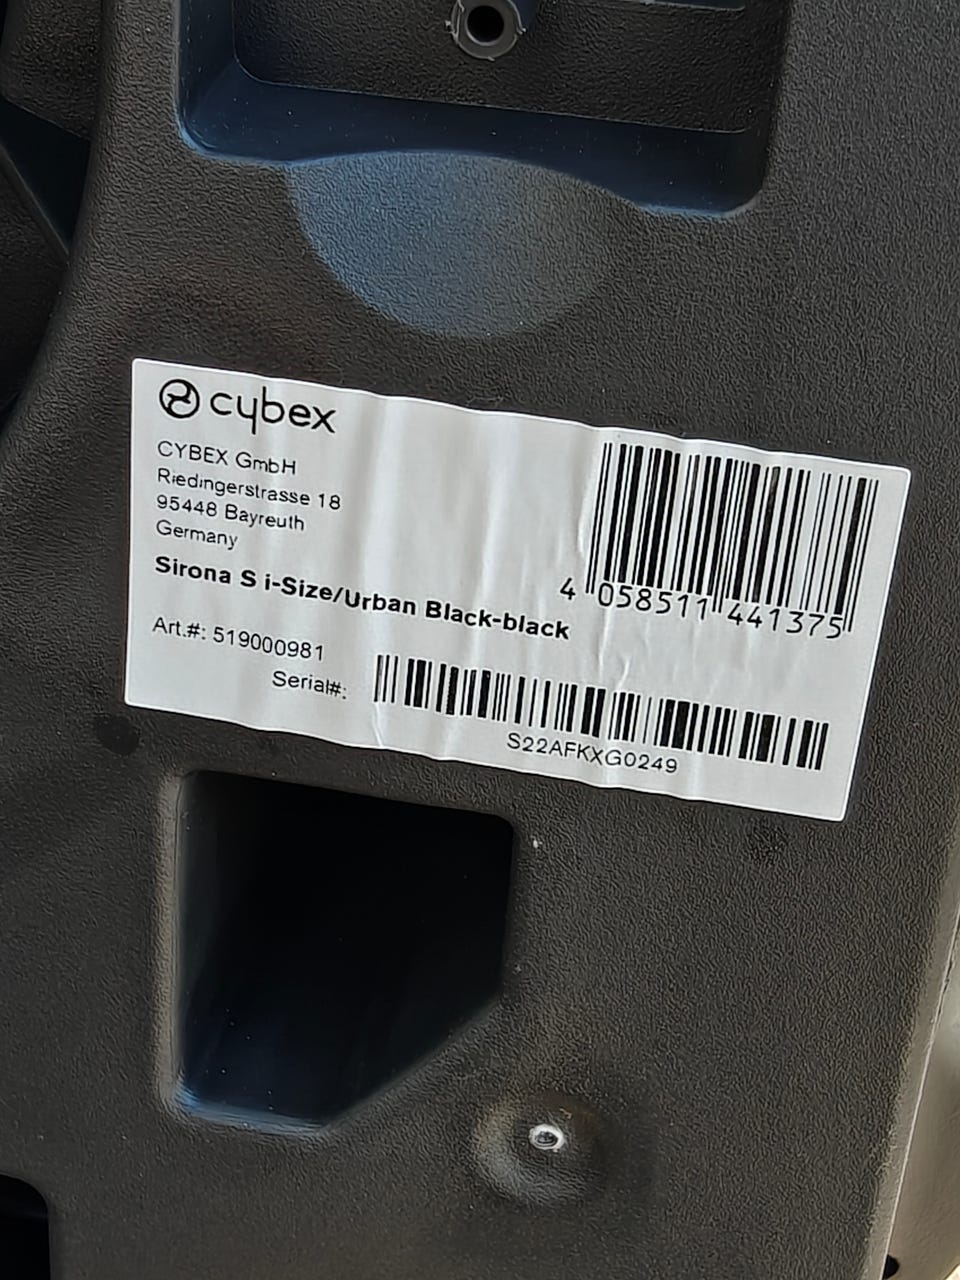 cybex
CYBEX GmbH
Riedingerstrasse 18
95448 Bayreuth
Germany
Sirona S i-Size/Urban Black-black
4 058511 441375
Art.#: 519000981
Serial#:
S22AFKXG0249